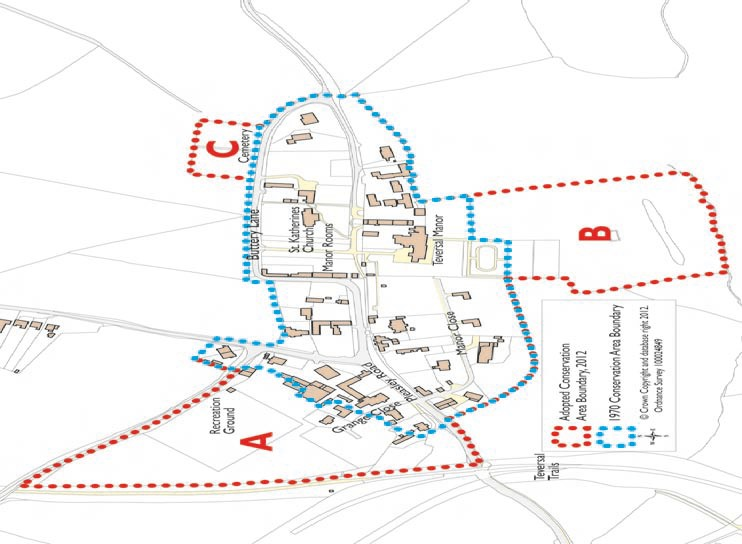 C
Cemetery
Buttery Lane
St. Katherines
Church
Manor Rooms
Teversal Manor
B
Manor Close
Pleasley Road
Grange Close
Recreation
Ground
A
Teversal
Trails
Adopted Conservation
Area Boundary, 2012
1970 Conservation Area Boundary
© Crown Copyright and database right 2012.
Ordnance Survey 100024849